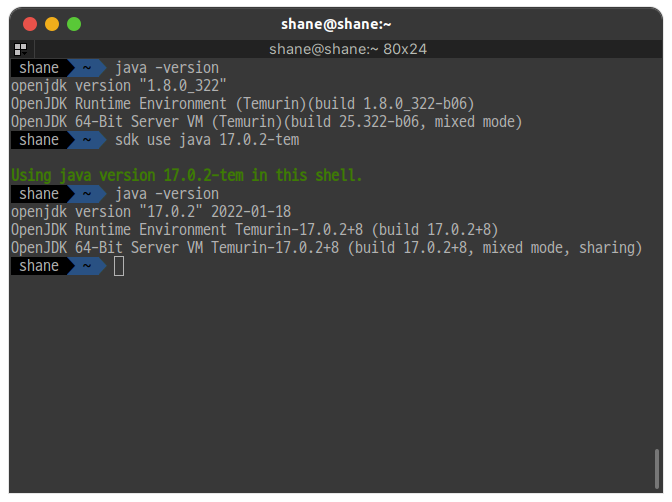 shane@shane:~
shane@shane:~ 80x24
shane ~ java -version
openjdk version "1.8.0_322"
OpenJDK Runtime Environment (Temurin)(build 1.8.0_322-b06)
OpenJDK 64-Bit Server VM (Temurin)(build 25.322-b06, mixed mode)
shane ~ sdk use java 17.0.2-tem
Using java version 17.0.2-tem in this shell.
shane ~ java -version
openjdk version "17.0.2" 2022-01-18
OpenJDK Runtime Environment Temurin-17.0.2+8 (build 17.0.2+8)
OpenJDK 64-Bit Server VM Temurin-17.0.2+8 (build 17.0.2+8, mixed mode, sharing)
shane ~